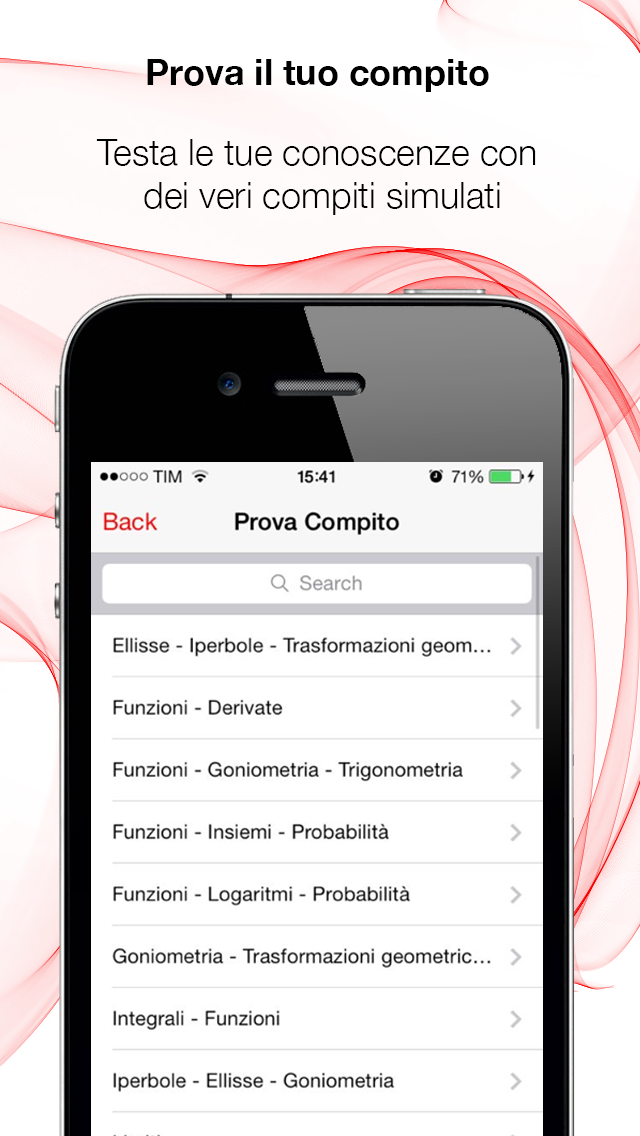 Prova il tuo compito
Testa le tue conoscenze con
dei veri compiti simulati
TIM 15:41 71%
Back Prova Compito
Search
Ellisse - Iperbole - Trasformazioni geom...
Funzioni - Derivate
Funzioni - Goniometria - Trigonometria
Funzioni - Insiemi - Probabilità
Funzioni - Logaritmi - Probabilità
Goniometria - Trasformazioni geometric...
Integrali - Funzioni
Iperbole - Ellisse - Goniometria